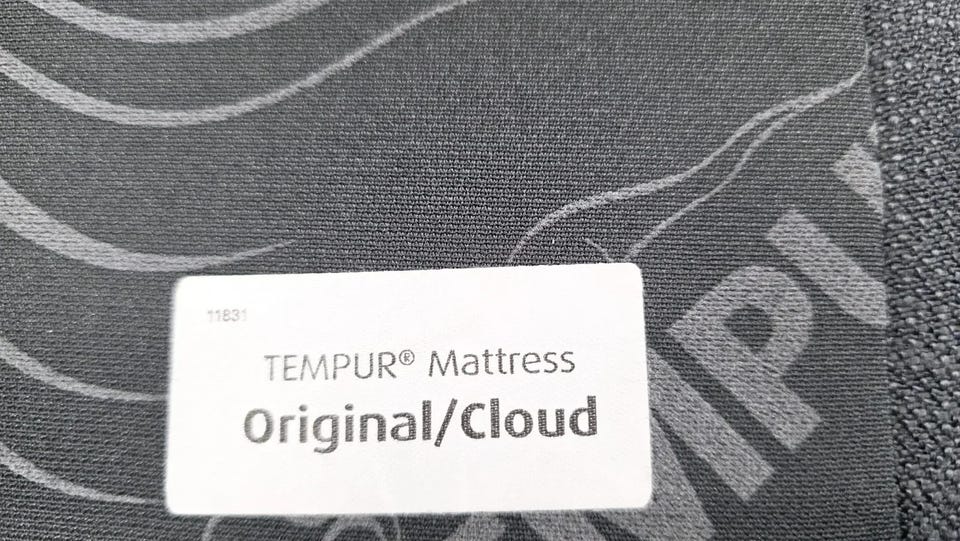 11831
TEMPUR® Mattress
Original/Cloud